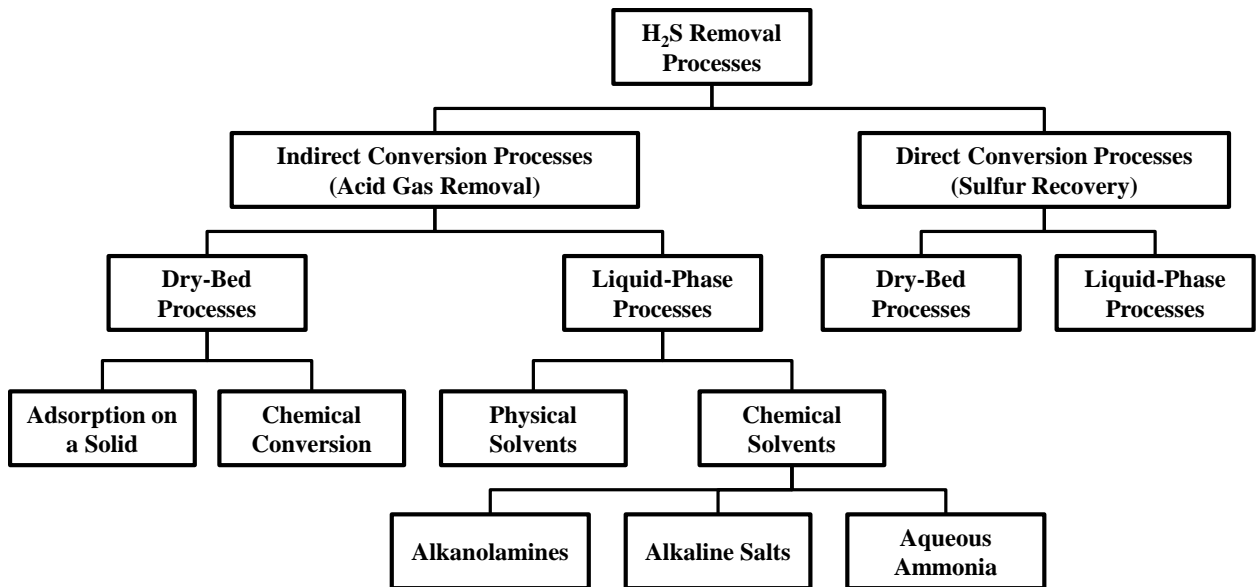 H₂S Removal
Processes
Indirect Conversion Processes
(Acid Gas Removal)
Direct Conversion Processes
(Sulfur Recovery)
Dry-Bed
Processes
Liquid-Phase
Processes
Dry-Bed
Processes
Liquid-Phase
Processes
Adsorption on
a Solid
Chemical
Conversion
Physical
Solvents
Chemical
Solvents
Alkanolamines
Alkaline Salts
Aqueous
Ammonia